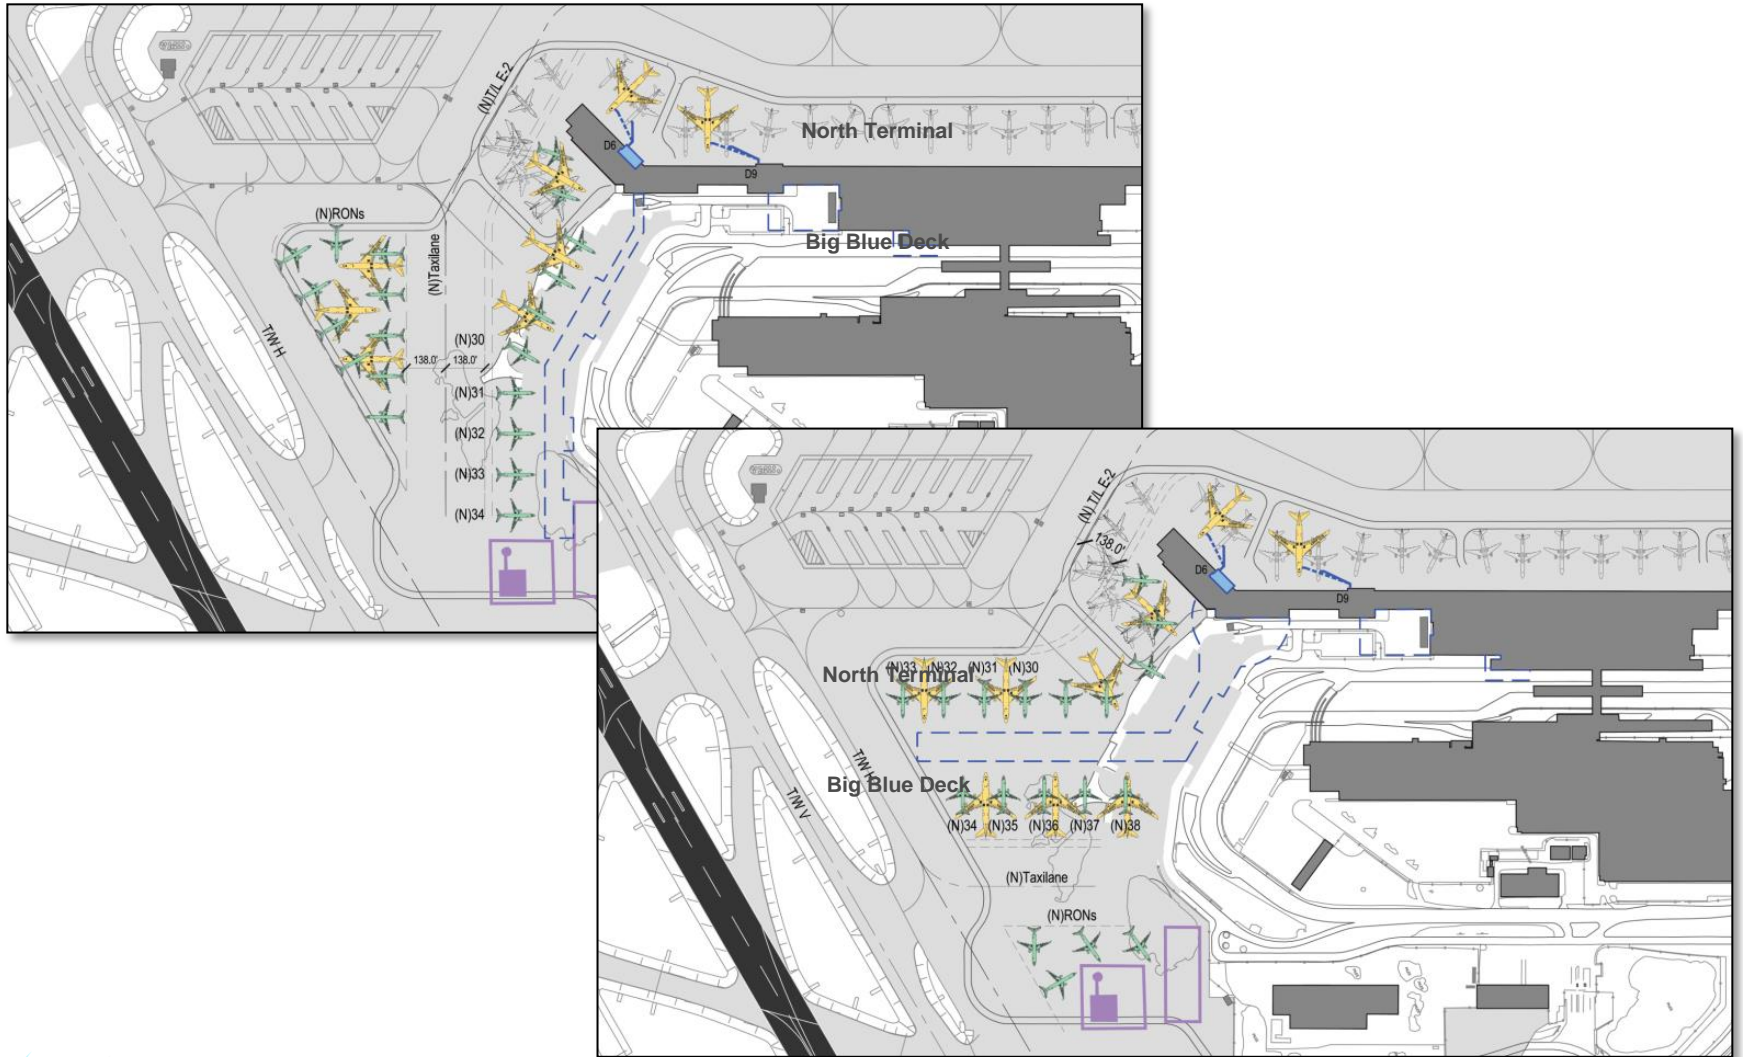 (N)T/L E-2
North Terminal
D6
D9
(N)RONs
Big Blue Deck
(N)Taxilane
T/W H
(N)30
138.0'
138.0'
(N)31
(N)32
(N)33
(N)34
(N)T/L E-2
138.0'
D6
D9
(N)33
(N)32
(N)31
(N)30
North Terminal
T/W H
Big Blue Deck
T/W V
(N)34
(N)35
(N)36
(N)37
(N)38
(N)Taxilane
(N)RONs